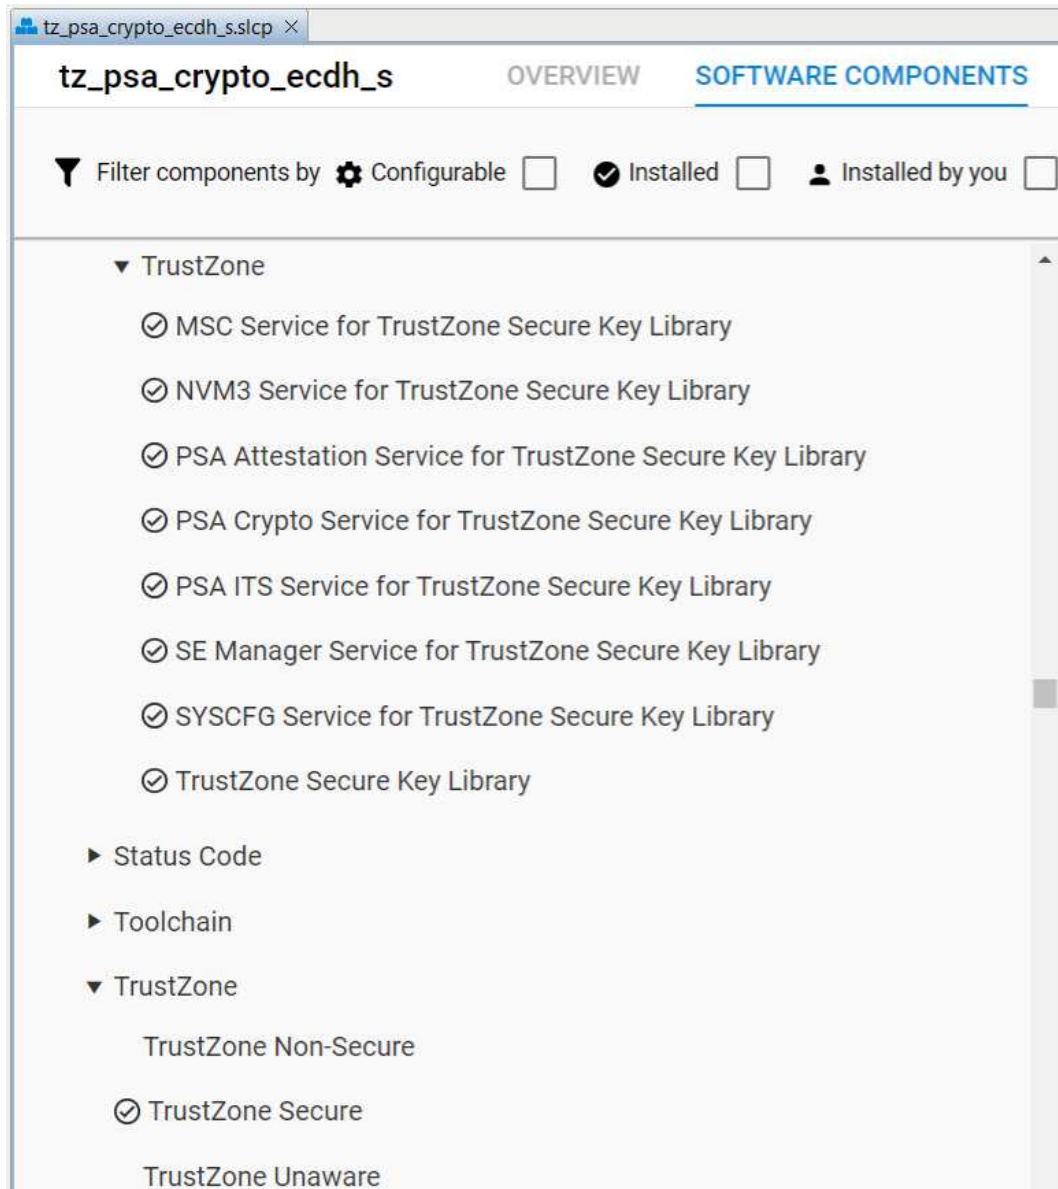 tz_psa_crypto_ecdh_s.slcp
tz_psa_crypto_ecdh_s OVERVIEW SOFTWARE COMPONENTS
Filter components by Configurable Installed Installed by you
TrustZone
MSC Service for TrustZone Secure Key Library
NVM3 Service for TrustZone Secure Key Library
PSA Attestation Service for TrustZone Secure Key Library
PSA Crypto Service for TrustZone Secure Key Library
PSA ITS Service for TrustZone Secure Key Library
SE Manager Service for TrustZone Secure Key Library
SYSCFG Service for TrustZone Secure Key Library
TrustZone Secure Key Library
Status Code
Toolchain
TrustZone
TrustZone Non-Secure
TrustZone Secure
TrustZone Unaware